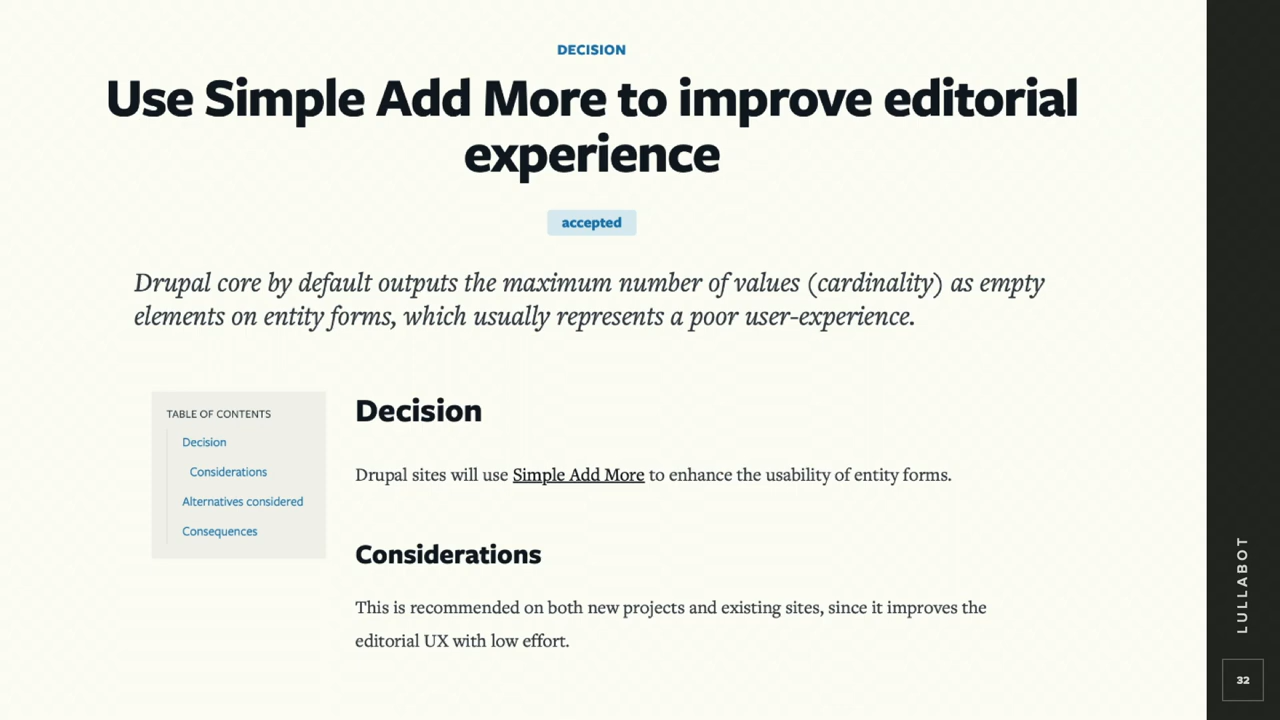 DECISION
Use Simple Add More to improve editorial
experience
accepted
Drupal core by default outputs the maximum number of values (cardinality) as empty
elements on entity forms, which usually represents a poor user-experience.
TABLE OF CONTENTS
Decision
Considerations
Alternatives considered
Consequences
Decision
Drupal sites will use Simple Add More to enhance the usability of entity forms.
Considerations
This is recommended on both new projects and existing sites, since it improves the
editorial UX with low effort.
LULLABOT
32